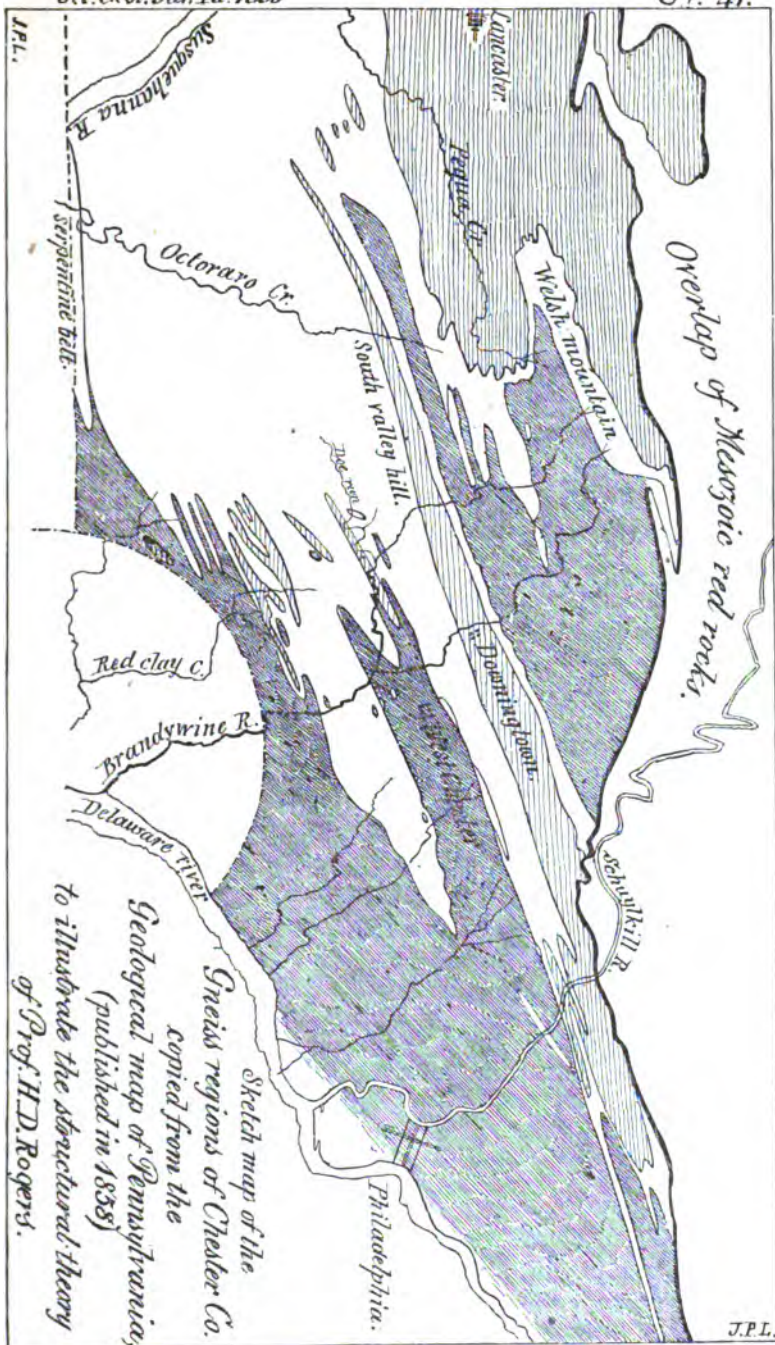 Overlap of Mesozoic red rocks.
Lancaster.
Pequa Cr.
Welsh mountain
Susquehanna R.
J.P.L.
Octoraro Cr.
South valley hill.
Serpentine belt.
Doe run
Downingtown.
Schuylkill R.
Red clay C.
Brandywine R.
West Chester
Delaware river
Philadelphia.
Sketch map of the
Gneiss regions of Chester Co.
copied from the
Geological map of Pennsylvania,
(published in 1858)
to illustrate the structural theory
of Prof. H. D. Rogers.
J.P.L.